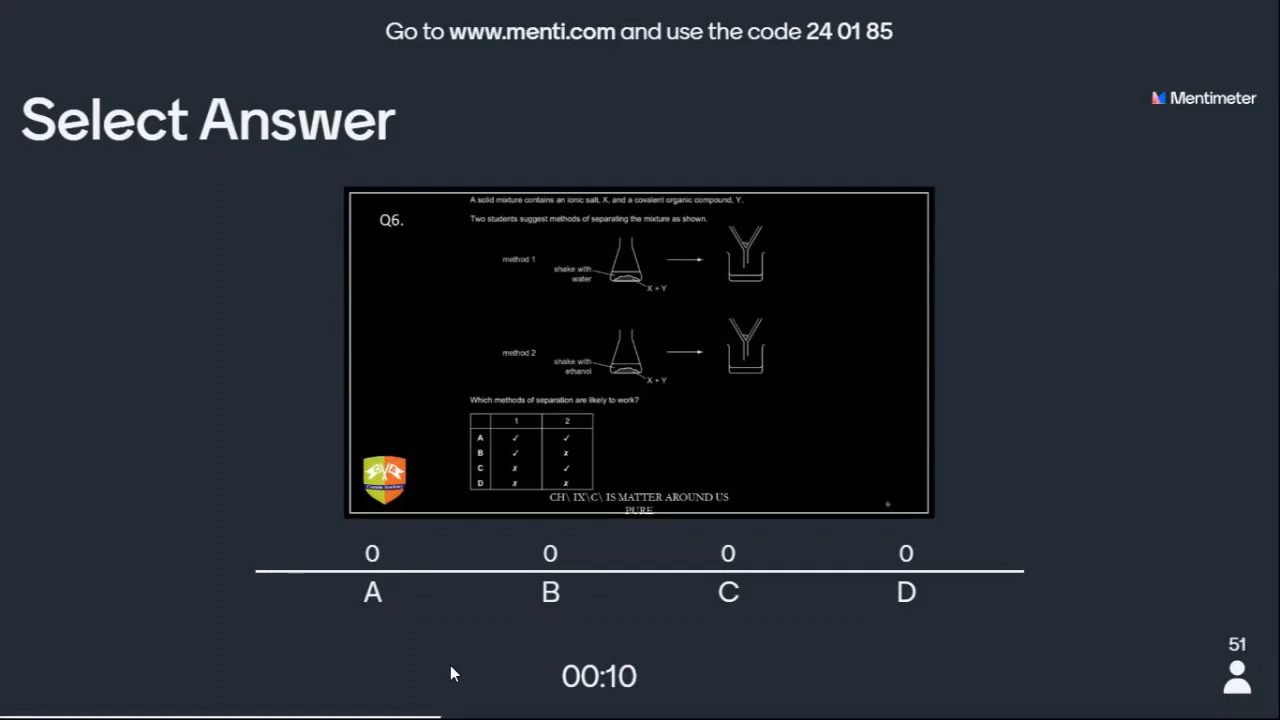 Go to www.menti.com and use the code 24 01 85
Select Answer
Mentimeter
Q6.
A solid mixture contains an ionic salt, X, and a covalent organic compound, Y.
Two students suggest methods of separating the mixture as shown.
method 1
shake with
water
X + Y
method 2
shake with
ethanol
X + Y
Which methods of separation are likely to work?
1 2
A ✓ ✓
B ✓ x
C x ✓
D x x
CH\ IX\C\ IS MATTER AROUND US
PURE
6
0 0 0 0
A B C D
00:10
51